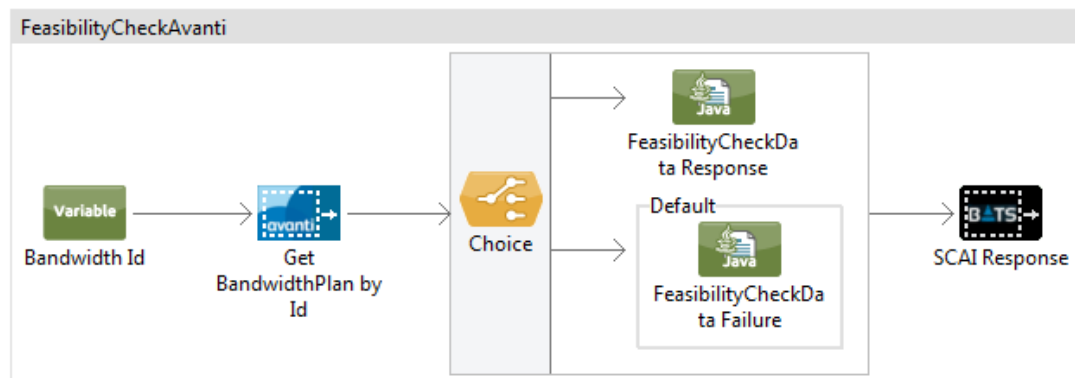 FeasibilityCheckAvanti
Variable
Bandwidth Id
avanti
Get
BandwidthPlan by
Id
Choice
Java
FeasibilityCheckDa
ta Response
Default
Java
FeasibilityCheckDa
ta Failure
BATS
SCAI Response